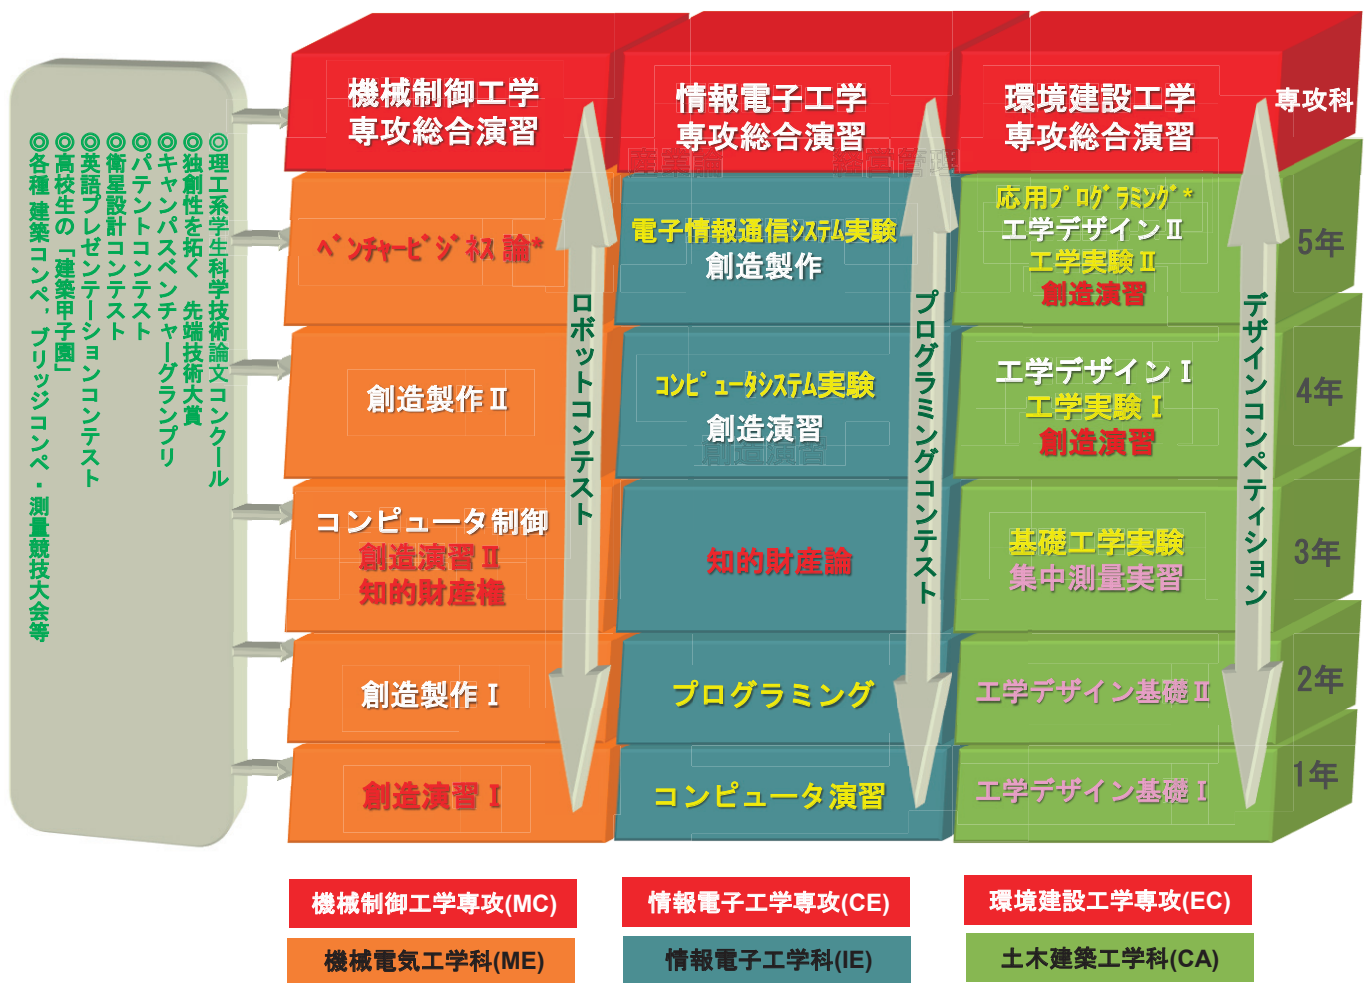 ◎理工系学生科学技術論文コンクール
◎独創性を拓く　先端技術大賞
◎キャンパスベンチャーグランプリ
◎パテントコンテスト
◎衛星設計コンテスト
◎英語プレゼンテーションコンテスト
◎高校生の「建築甲子園」
◎各種 建築コンペ，ブリッジコンペ・測量競技大会等
機械制御工学
専攻総合演習
情報電子工学
専攻総合演習
環境建設工学
専攻総合演習
専攻科
産業論
経営管理
ﾍﾞﾝﾁｬｰﾋﾞｼﾞﾈｽ論*
電子情報通信ｼｽﾃﾑ実験
創造製作
応用ﾌﾟﾛｸﾞﾗﾐﾝｸﾞ*
工学デザインⅡ
工学実験Ⅱ
創造演習
5年
創造製作Ⅱ
ｺﾝﾋﾟｭｰﾀｼｽﾃﾑ実験
創造演習
創造演習
工学デザインⅠ
工学実験Ⅰ
創造演習
4年
コンピュータ制御
創造演習Ⅱ
知的財産権
知的財産論
基礎工学実験
集中測量実習
3年
創造製作Ⅰ
プログラミング
工学デザイン基礎Ⅱ
2年
創造演習Ⅰ
コンピュータ演習
工学デザイン基礎Ⅰ
1年
ロボットコンテスト
プログラミングコンテスト
デザインコンペティション
機械制御工学専攻(MC)
情報電子工学専攻(CE)
環境建設工学専攻(EC)
機械電気工学科(ME)
情報電子工学科(IE)
土木建築工学科(CA)